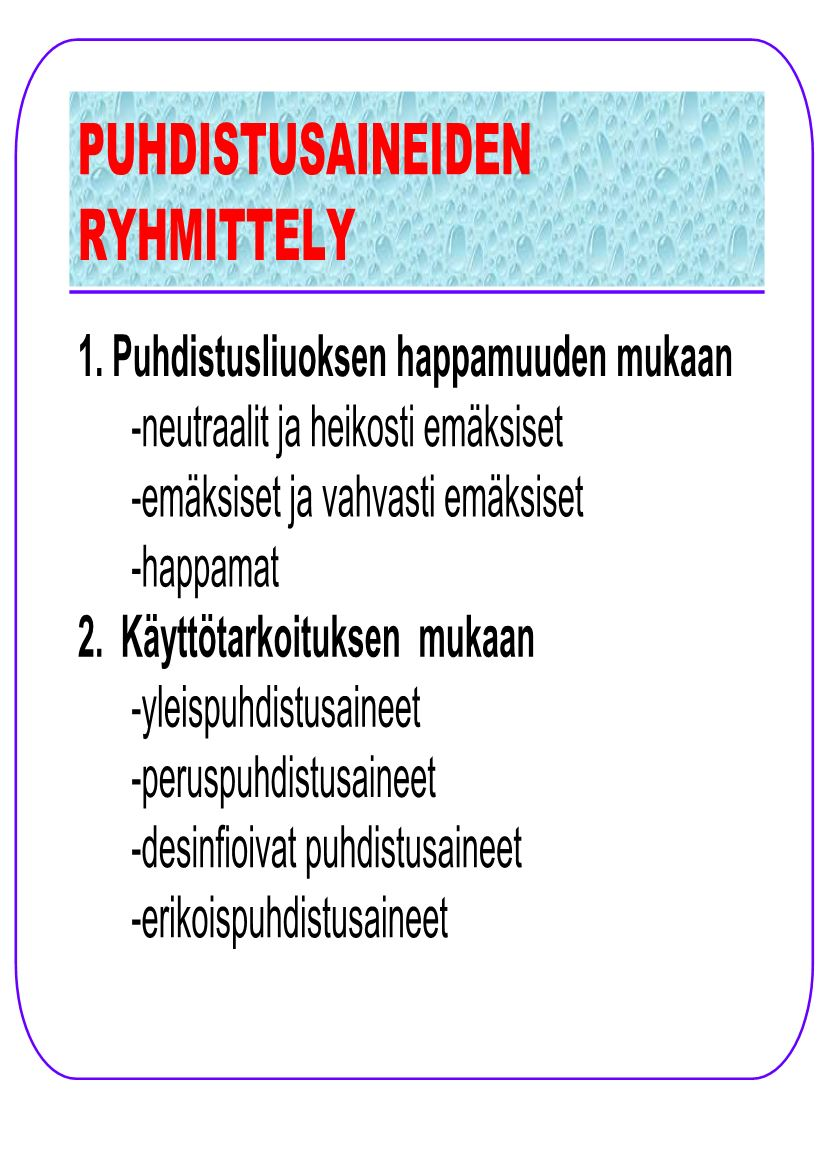 PUHDISTUSAINEIDEN
RYHMITTELY
1. Puhdistusliuoksen happamuuden mukaan
-neutraalit ja heikosti emäksiset
-emäksiset ja vahvasti emäksiset
-happamat
2. Käyttötarkoituksen mukaan
-yleispuhdistusaineet
-peruspuhdistusaineet
-desinfioivat puhdistusaineet
-erikoispuhdistusaineet